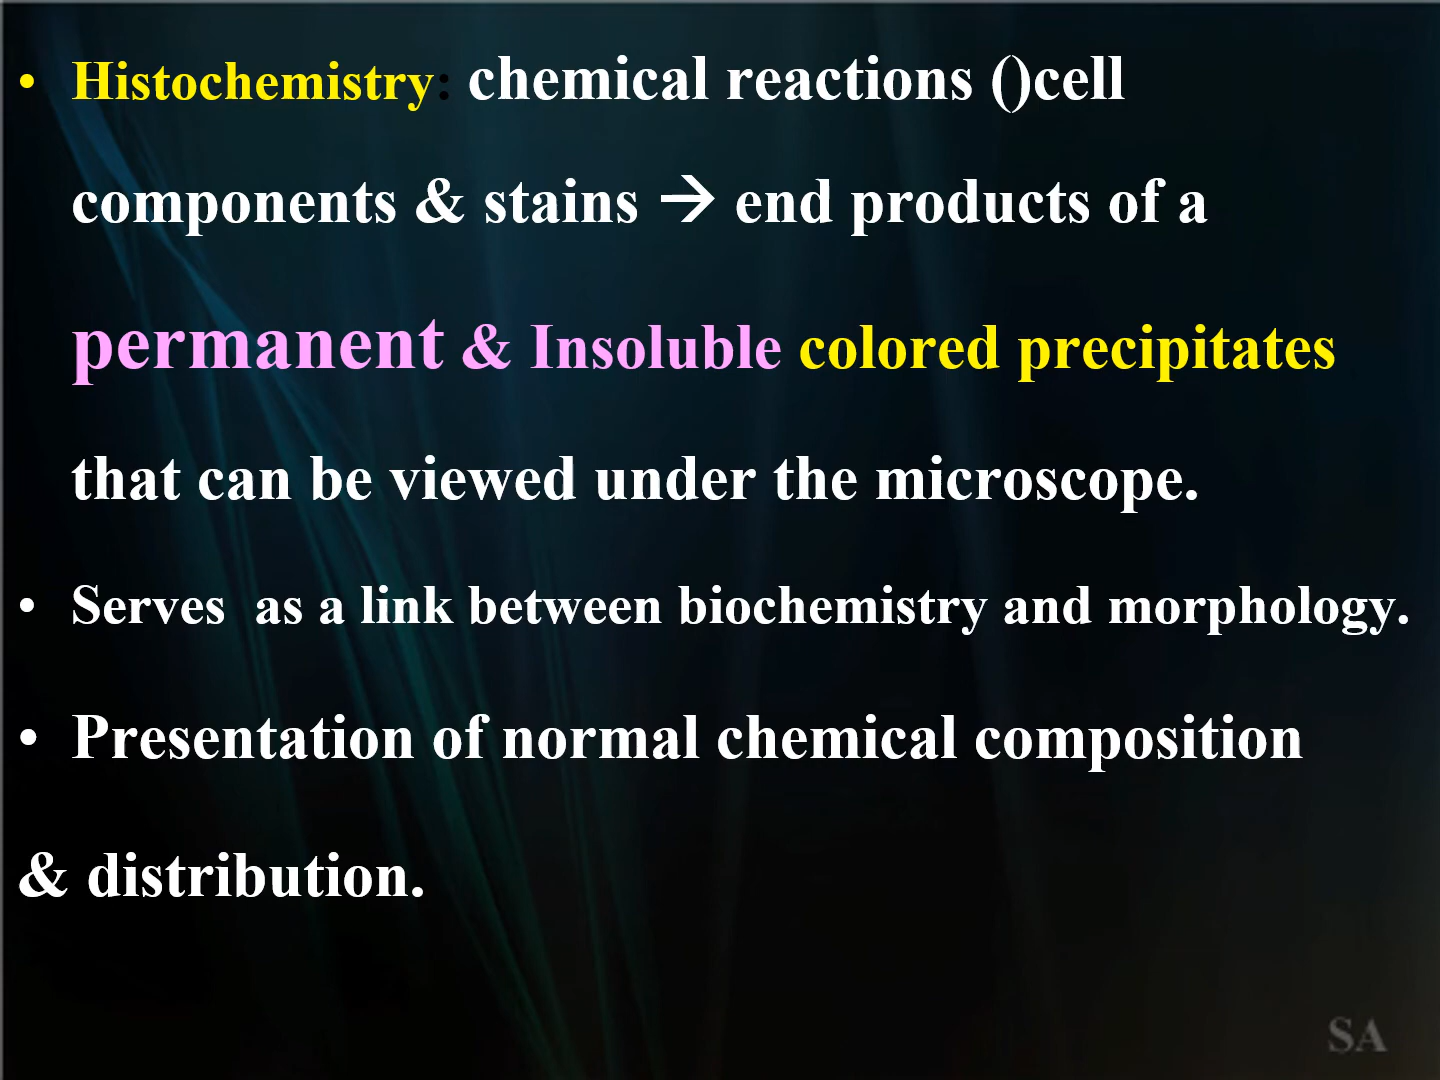 • Histochemistry: chemical reactions ()cell
components & stains → end products of a
permanent & Insoluble colored precipitates
that can be viewed under the microscope.
• Serves as a link between biochemistry and morphology.
• Presentation of normal chemical composition
& distribution.
SA